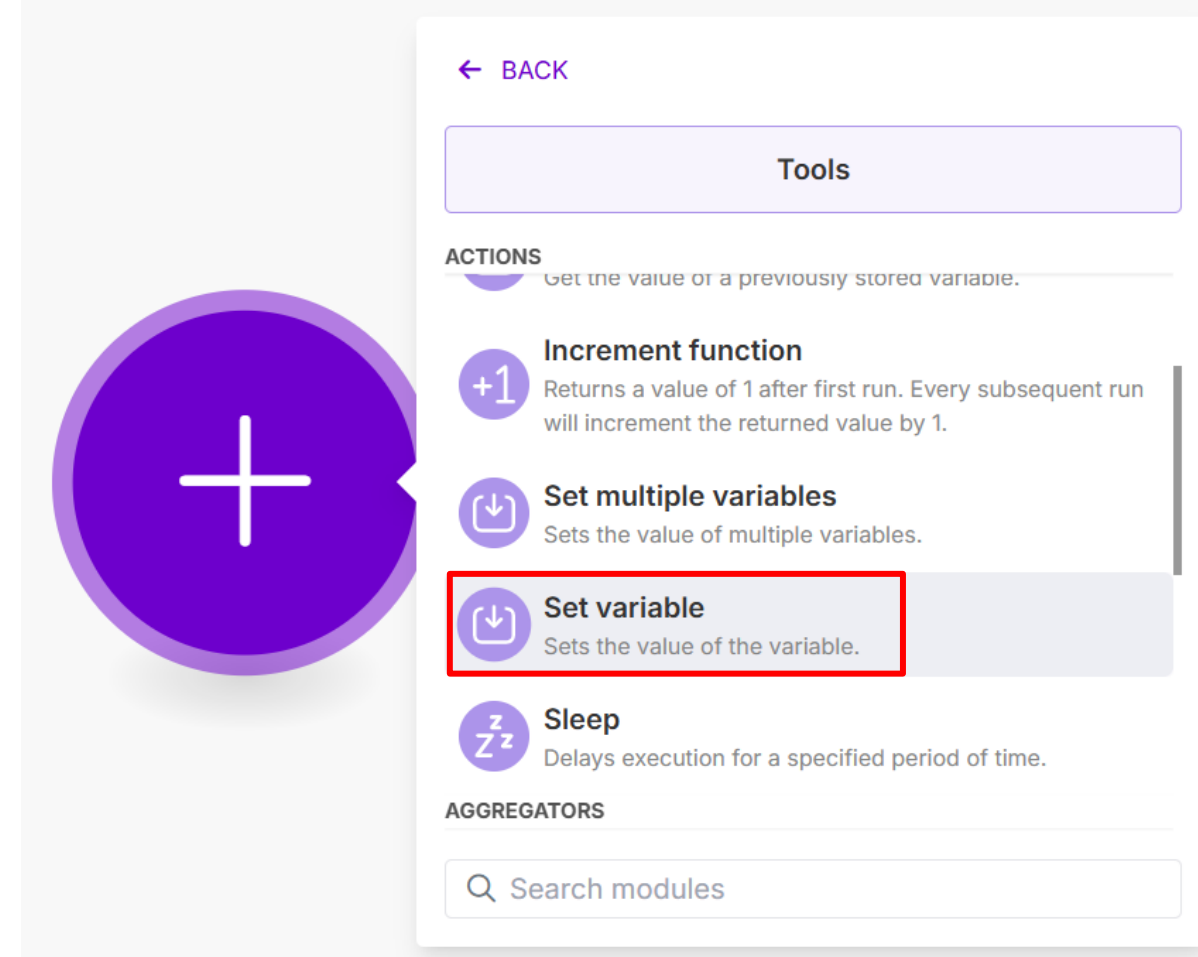 ← BACK
Tools
ACTIONS
Get the value of a previously stored variable.
+1
Increment function
Returns a value of 1 after first run. Every subsequent run
will increment the returned value by 1.
Set multiple variables
Sets the value of multiple variables.
Set variable
Sets the value of the variable.
zZz
Sleep
Delays execution for a specified period of time.
AGGREGATORS
Search modules